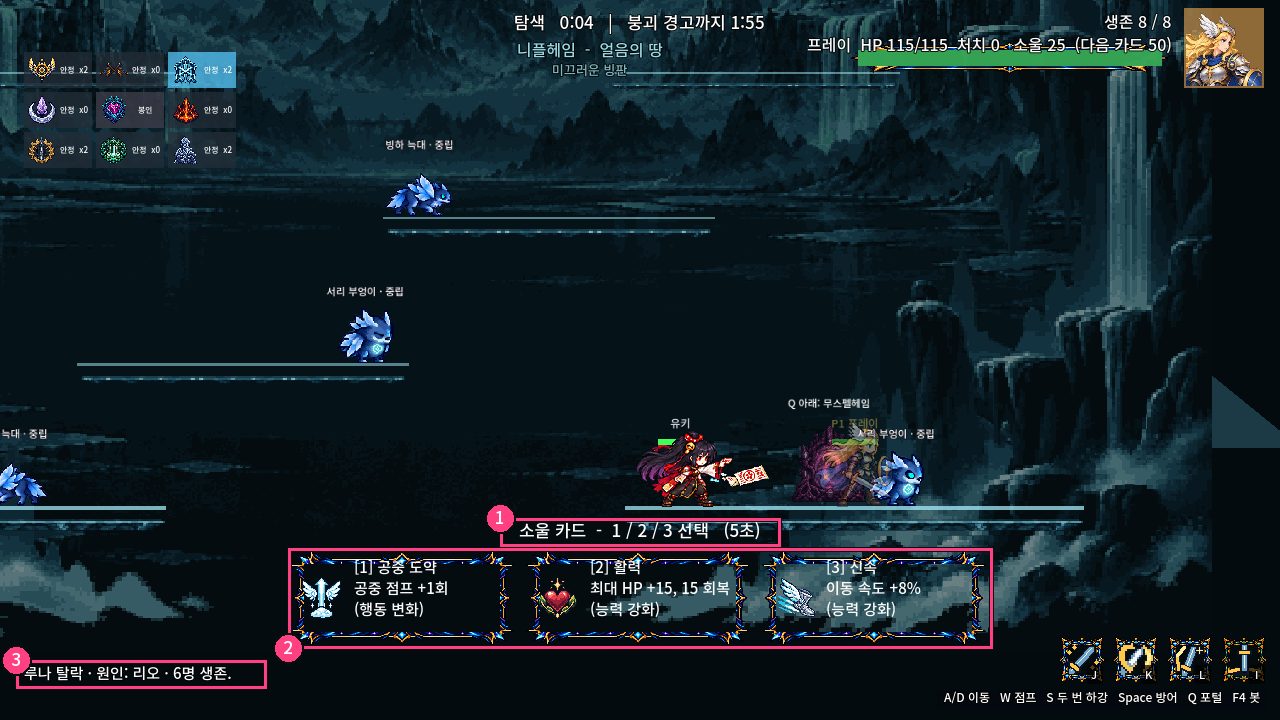 탐색 0:04 | 붕괴 경고까지 1:55
생존 8 / 8
니플헤임 - 얼음의 땅
프레이 HP 115/115 처치 0 · 소울 25 (다음 카드 50)
미끄러운 빙판
안정 x2
안정 x0
안정 x2
안정 x0
봉인
안정 x0
안정 x2
안정 x0
안정 x2
빙하 늑대 · 중립
서리 부엉이 · 중립
Q 아래: 무스펠헤임
유키
P1 프레이
늑대 · 중립
서리 부엉이 · 중립
1
소울 카드 - 1 / 2 / 3 선택 (5초)
[1] 공중 도약
공중 점프 +1회
(행동 변화)
[2] 활력
최대 HP +15, 15 회복
(능력 강화)
[3] 신속
이동 속도 +8%
(능력 강화)
2
3
루나 탈락 · 원인: 리오 · 6명 생존.
J
K
L
I
A/D 이동 W 점프 S 두 번 하강 Space 방어 Q 포털 F4 봇